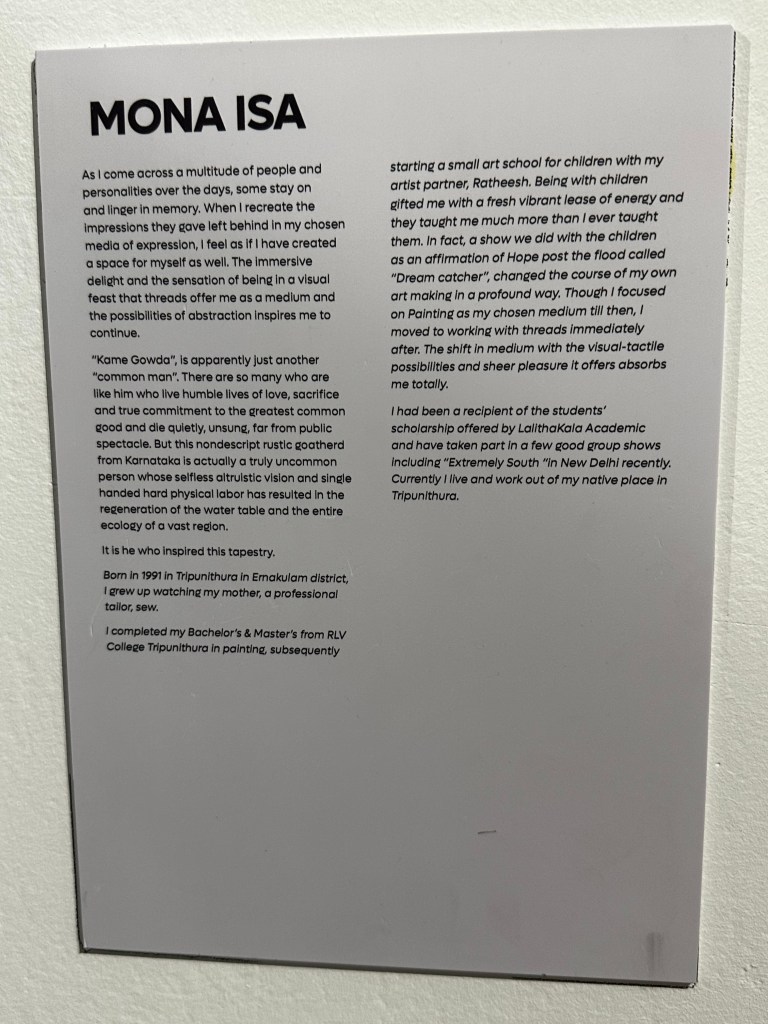 MONA ISA
As I come across a multitude of people and
personalities over the days, some stay on
and linger in memory. When I recreate the
impressions they gave left behind in my chosen
media of expression, I feel as if I have created
a space for myself as well. The immersive
delight and the sensation of being in a visual
feast that threads offer me as a medium and
the possibilities of abstraction inspires me to
continue.
"Kame Gowda", is apparently just another
"common man". There are so many who are
like him who live humble lives of love, sacrifice
and true commitment to the greatest common
good and die quietly, unsung, far from public
spectacle. But this nondescript rustic goatherd
from Karnataka is actually a truly uncommon
person whose selfless altruistic vision and single
handed hard physical labor has resulted in the
regeneration of the water table and the entire
ecology of a vast region.
It is he who inspired this tapestry.
Born in 1991 in Tripunithura in Ernakulam district,
I grew up watching my mother, a professional
tailor, sew.
I completed my Bachelor's & Master's from RLV
College Tripunithura in painting, subsequently
starting a small art school for children with my
artist partner, Ratheesh. Being with children
gifted me with a fresh vibrant lease of energy and
they taught me much more than I ever taught
them. In fact, a show we did with the children
as an affirmation of Hope post the flood called
"Dream catcher", changed the course of my own
art making in a profound way. Though I focused
on Painting as my chosen medium till then, I
moved to working with threads immediately
after. The shift in medium with the visual-tactile
possibilities and sheer pleasure it offers absorbs
me totally.
I had been a recipient of the students'
scholarship offered by LalithaKala Academic
and have taken part in a few good group shows
including "Extremely South "in New Delhi recently.
Currently I live and work out of my native place in
Tripunithura.